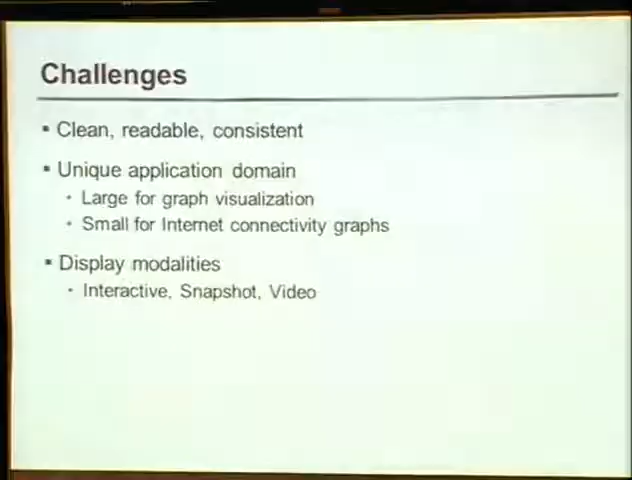 Challenges
▪ Clean, readable, consistent
▪ Unique application domain
• Large for graph visualization
• Small for Internet connectivity graphs
▪ Display modalities
• Interactive, Snapshot, Video